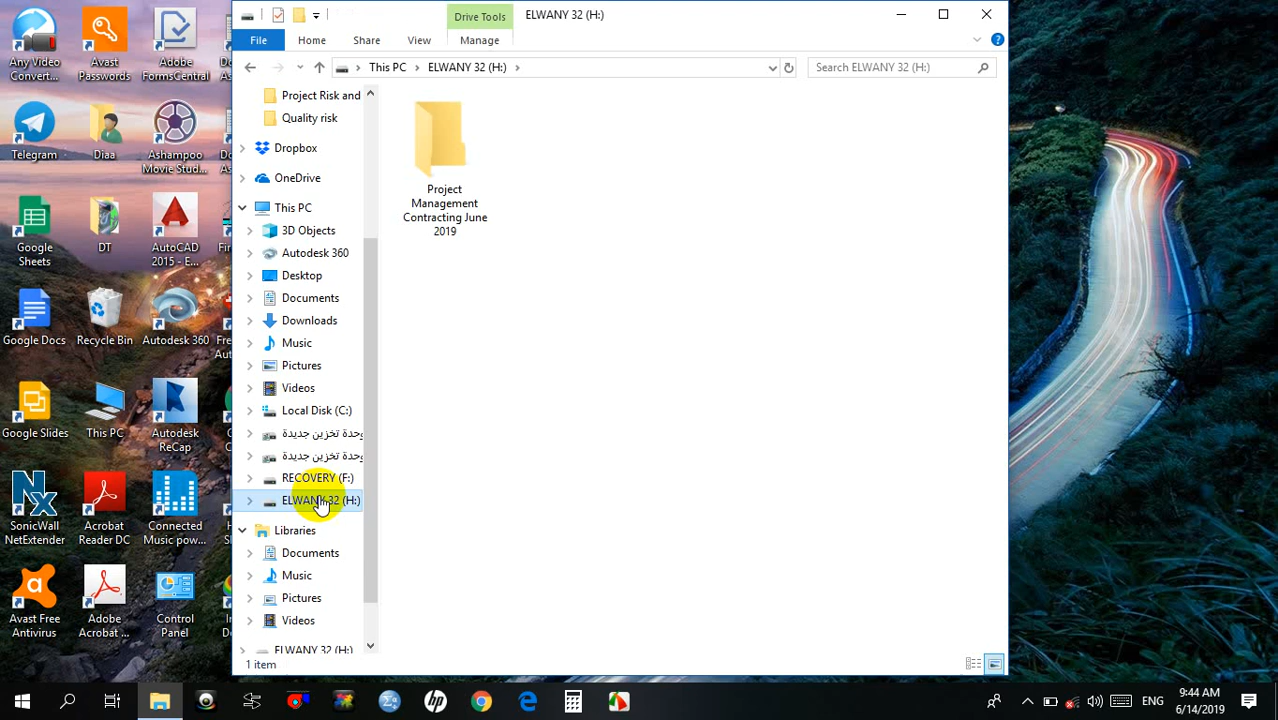 Drive Tools
ELWANY 32 (H:)
File
Home
Share
View
Manage
This PC
ELWANY 32 (H:)
Search ELWANY 32 (H:)
Project Risk and
Quality risk
Dropbox
OneDrive
This PC
3D Objects
Autodesk 360
Desktop
Documents
Downloads
Music
Pictures
Videos
Local Disk (C:)
وحدة تخزين جديدة
وحدة تخزين جديدة
RECOVERY (F:)
ELWANY 32 (H:)
Libraries
Documents
Music
Pictures
Videos
ELWANY 32 (H:)
Project
Management
Contracting June
2019
1 item
Any Video
Convert...
Avast
Passwords
Adobe
FormsCentral
Telegram
Diaa
Ashampoo
Movie Stud...
Google
Sheets
DT
AutoCAD
2015 - E...
Google Docs
Recycle Bin
Autodesk 360
Google Slides
This PC
Autodesk
ReCap
SonicWall
NetExtender
Acrobat
Reader DC
Connected
Music pow...
Avast Free
Antivirus
Adobe
Acrobat ...
Control
Panel
ENG
9:44 AM
6/14/2019